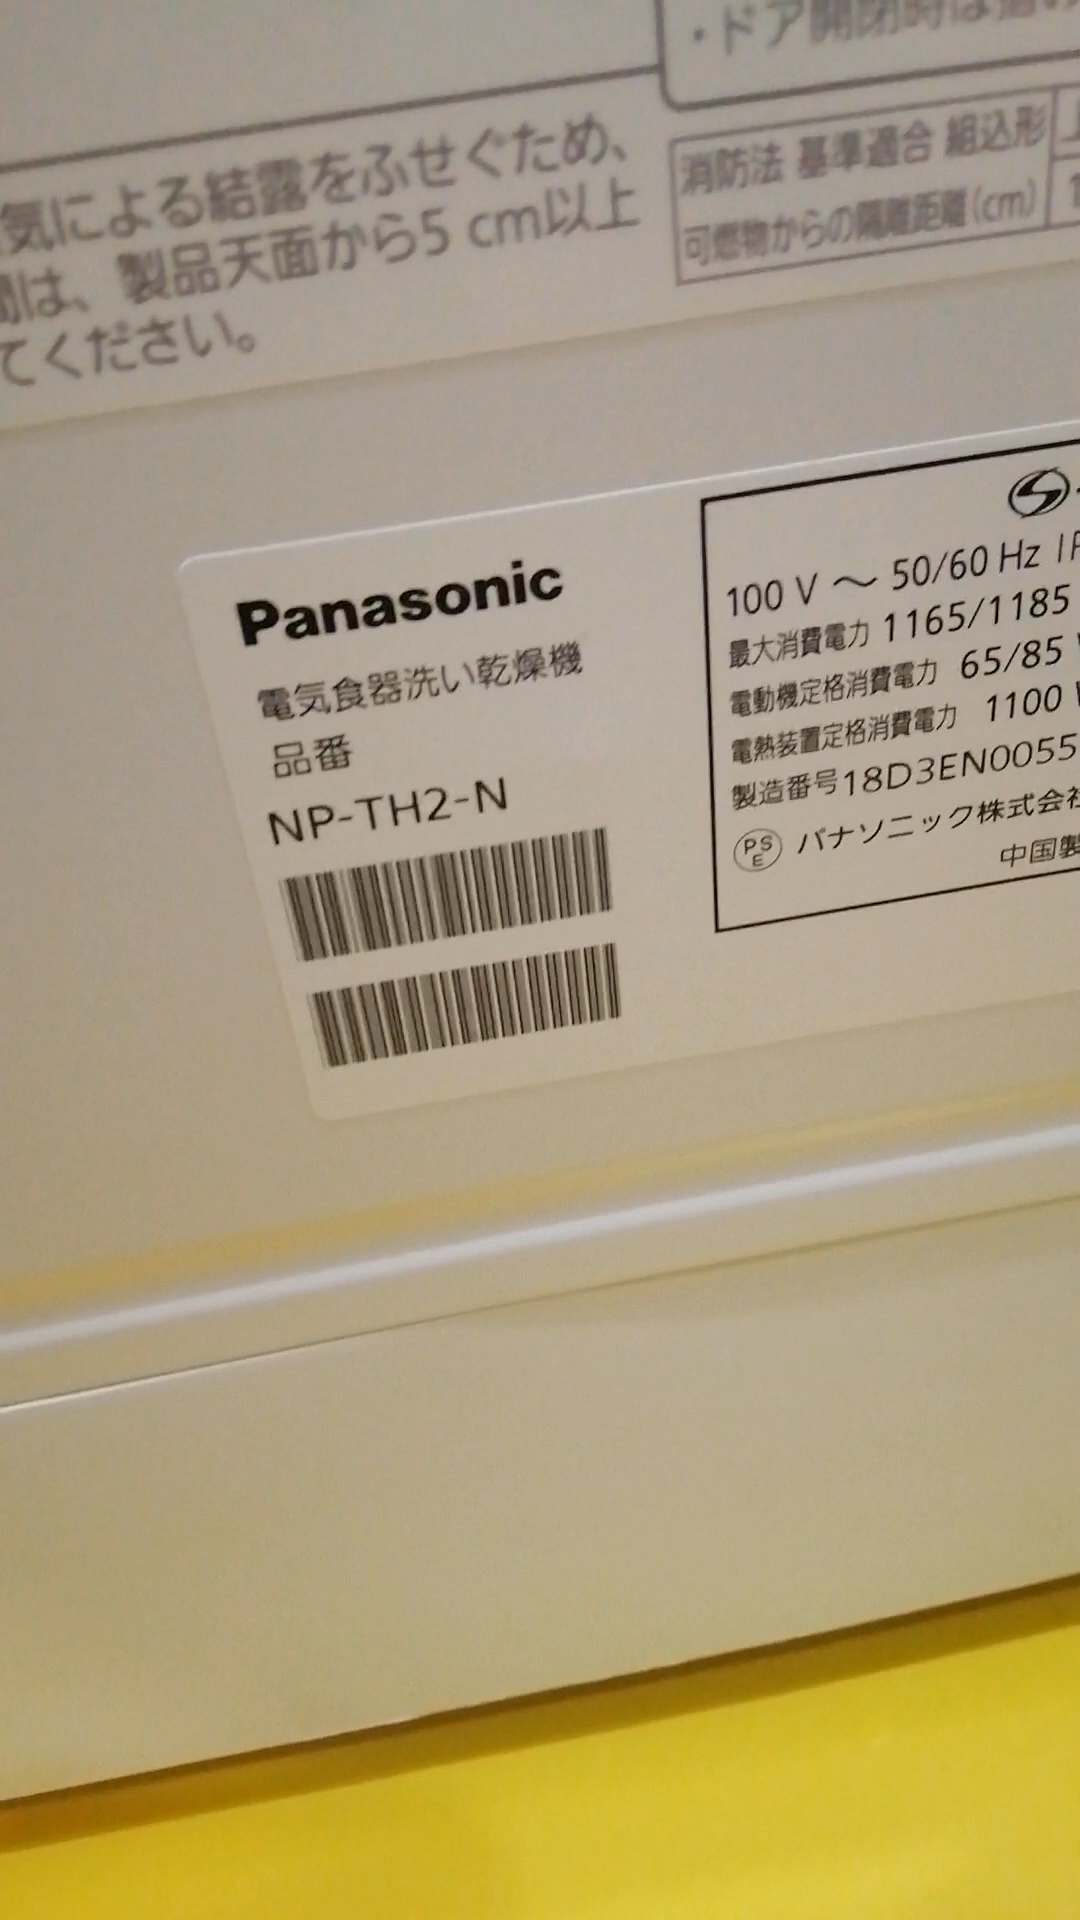 ・ドア開閉時は
気による結露をふせぐため、
間は、製品天面から5 cm以上
てください。
消防法 基準適合 組込形
可燃物からの隔離距離(cm)
Panasonic
電気食器洗い乾燥機
品番
NP-TH2-N
100 V ～ 50/60 Hz IP
最大消費電力 1165/1185
電動機定格消費電力 65/85 W
電熱装置定格消費電力 1100 W
製造番号18D3EN0055
PSE パナソニック株式会社
中国製